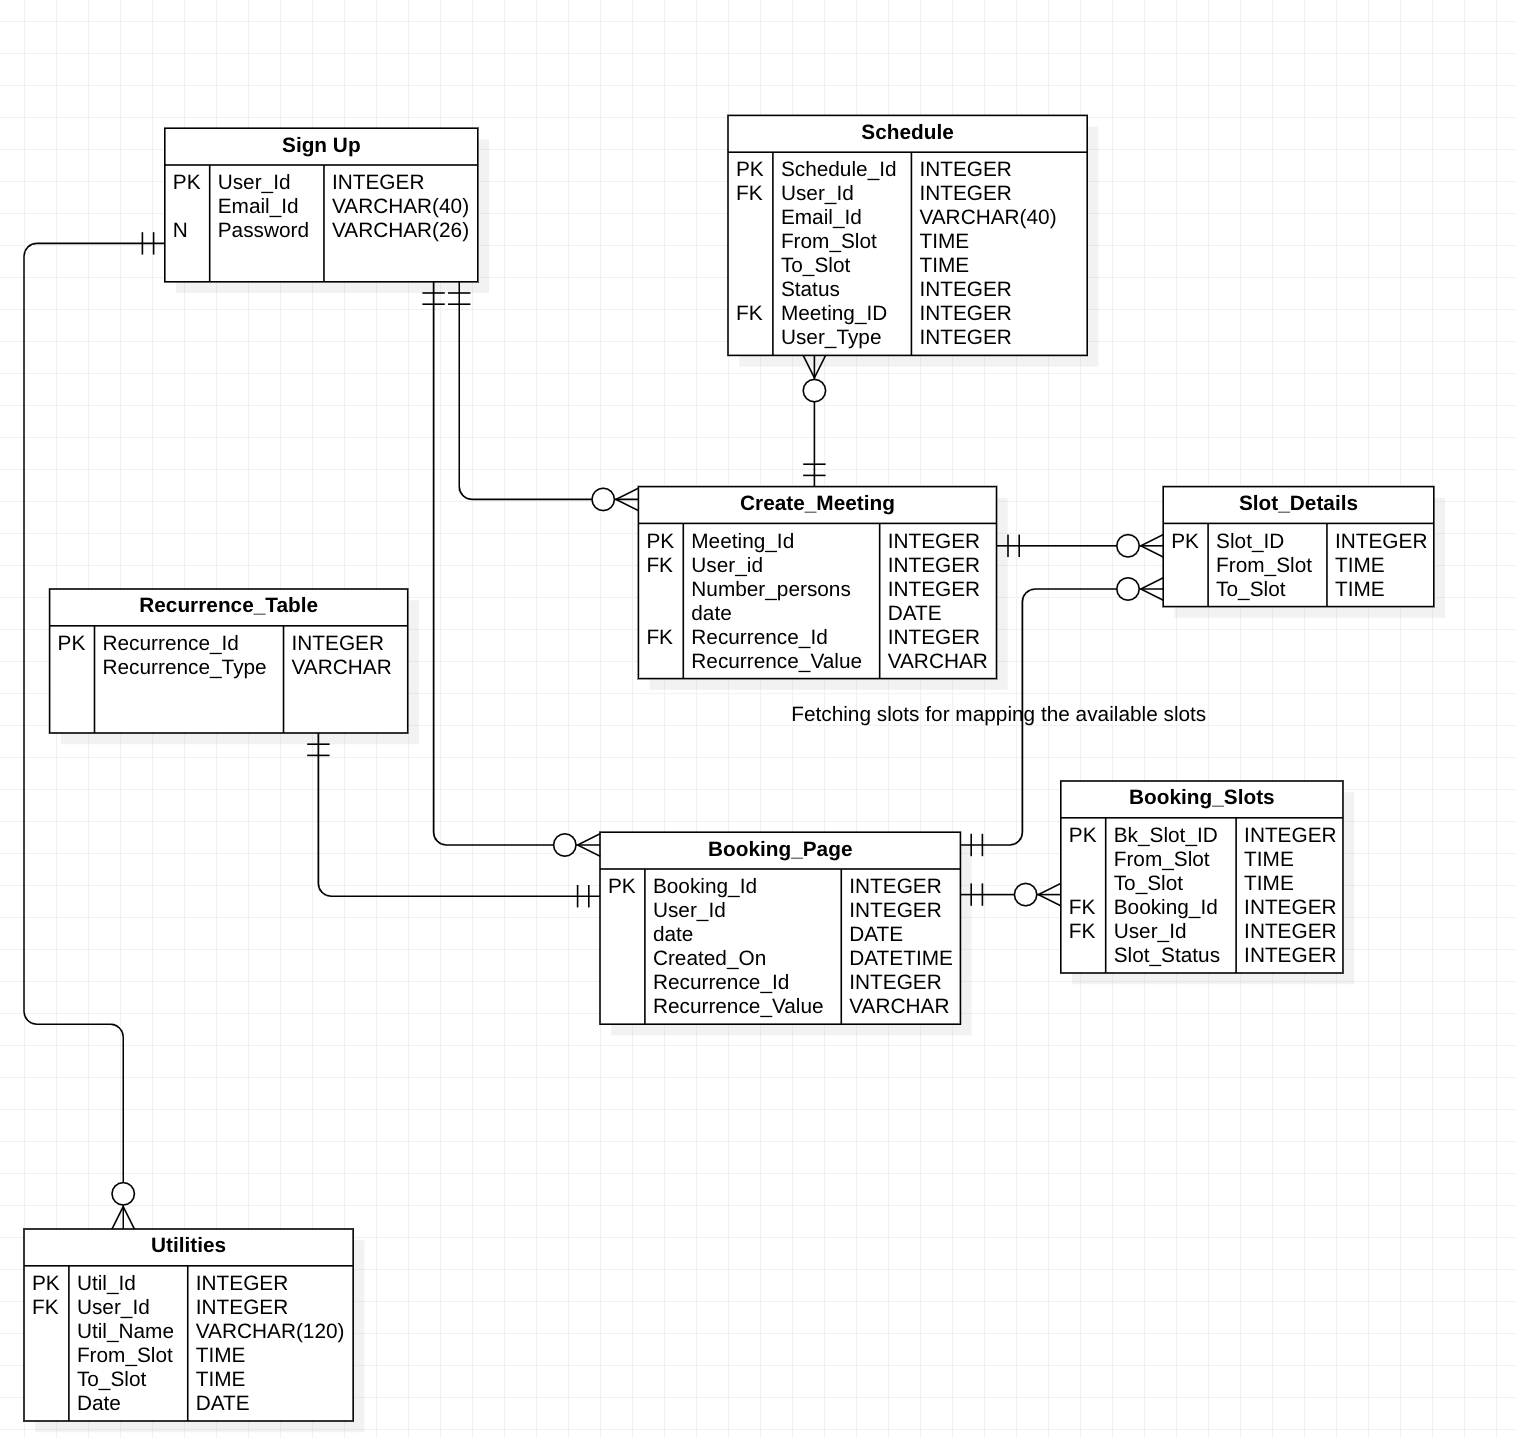 Sign Up
PK User_Id INTEGER
Email_Id VARCHAR(40)
N Password VARCHAR(26)
Schedule
PK Schedule_Id INTEGER
FK User_Id INTEGER
Email_Id VARCHAR(40)
From_Slot TIME
To_Slot TIME
Status INTEGER
FK Meeting_ID INTEGER
User_Type INTEGER
Create_Meeting
PK Meeting_Id INTEGER
FK User_id INTEGER
Number_persons INTEGER
date DATE
FK Recurrence_Id INTEGER
Recurrence_Value VARCHAR
Slot_Details
PK Slot_ID INTEGER
From_Slot TIME
To_Slot TIME
Recurrence_Table
PK Recurrence_Id INTEGER
Recurrence_Type VARCHAR
Fetching slots for mapping the available slots
Booking_Slots
PK Bk_Slot_ID INTEGER
From_Slot TIME
To_Slot TIME
FK Booking_Id INTEGER
FK User_Id INTEGER
Slot_Status INTEGER
Booking_Page
PK Booking_Id INTEGER
User_Id INTEGER
date DATE
Created_On DATETIME
Recurrence_Id INTEGER
Recurrence_Value VARCHAR
Utilities
PK Util_Id INTEGER
FK User_Id INTEGER
Util_Name VARCHAR(120)
From_Slot TIME
To_Slot TIME
Date DATE